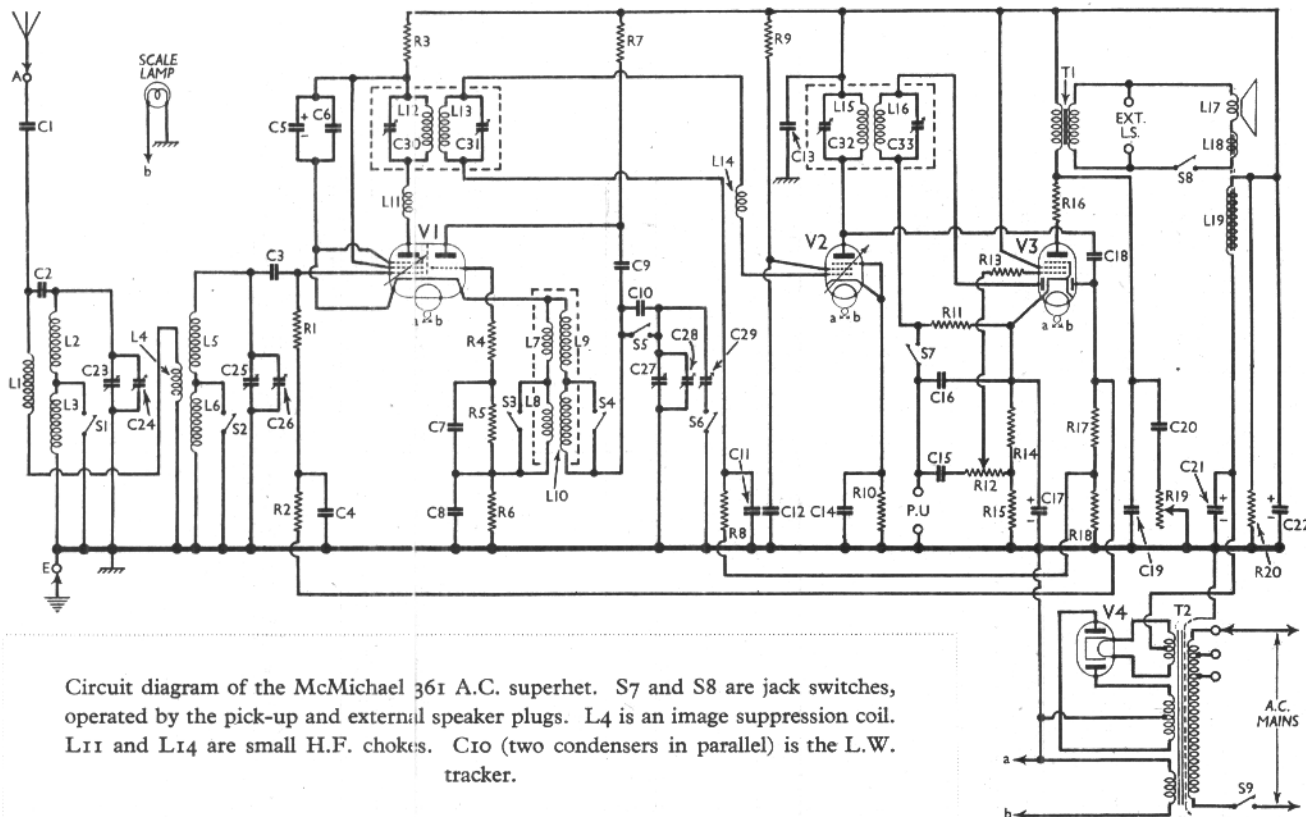 R3
R7
R9
T1
A
SCALE
LAMP
b
C1
C5
C6
L12
L13
C30
C31
L11
V1
L14
C13
L15
L16
C32
C33
V2
V3
EXT.
L.S.
L17
L18
S8
L19
R16
C18
R13
R11
C2
C3
L2
L3
L1
C23
C24
S1
L4
L5
L6
S2
C25
C26
R1
R2
C4
a b
R4
R5
R6
C7
C8
S3
L7
L8
L9
L10
S4
C9
C10
S5
C27
C28
C29
S6
C11
R8
C12
C14
R10
S7
C16
C15
P.U
R12
R14
R15
a b
C17
R17
R18
C19
C20
R19
C21
R20
C22
E
V4
T2
A.C.
MAINS
S9
a
b
+
−
+
−
+
−
+
−
Circuit diagram of the McMichael 361 A.C. superhet. S7 and S8 are jack switches,
operated by the pick-up and external speaker plugs. L4 is an image suppression coil.
L11 and L14 are small H.F. chokes. C10 (two condensers in parallel) is the L.W.
tracker.